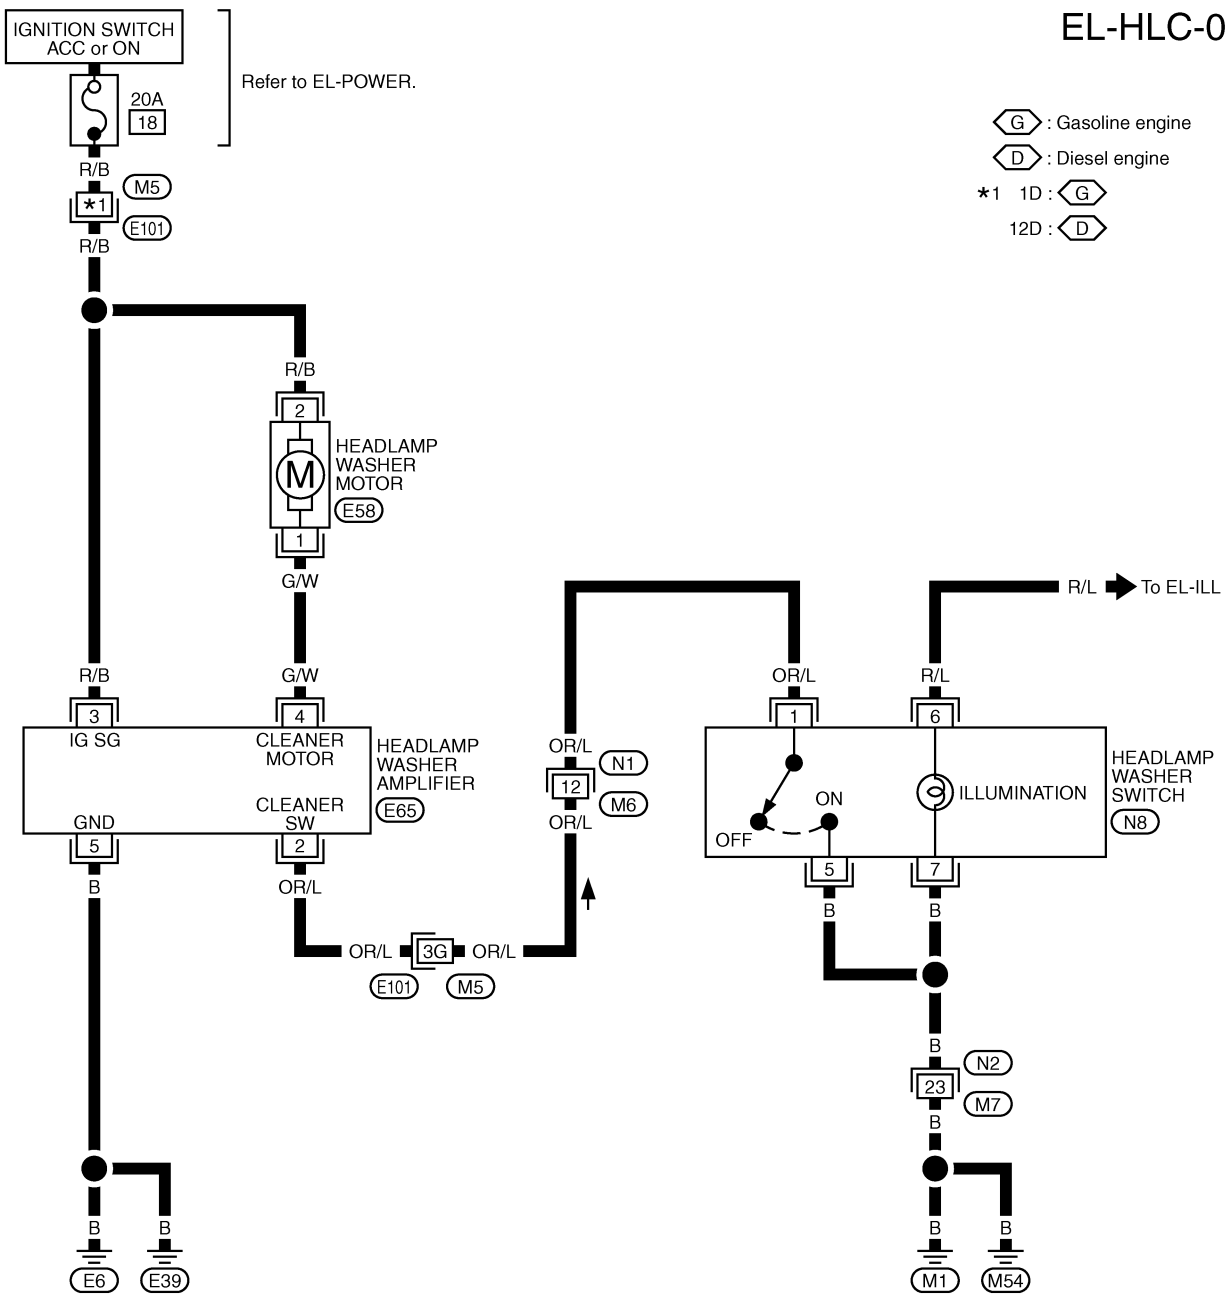 EL-HLC-0
IGNITION SWITCH
ACC or ON
Refer to EL-POWER.
20A
18
G : Gasoline engine
D : Diesel engine
*1 1D : G
12D : D
R/B
M5
*1
E101
R/B
R/B
2
HEADLAMP
WASHER
MOTOR
M
E58
1
G/W
R/L To EL-ILL
R/B
G/W
OR/L
R/L
3
4
1
6
IG SG
CLEANER
MOTOR
HEADLAMP
WASHER
AMPLIFIER
E65
CLEANER
SW
GND
5
2
OR/L
N1
12
M6
OR/L
HEADLAMP
WASHER
SWITCH
N8
ILLUMINATION
ON
OFF
5
7
B
OR/L
B
B
OR/L
3G
OR/L
E101
M5
B
N2
23
M7
B
B
B
B
B
E6
E39
M1
M54